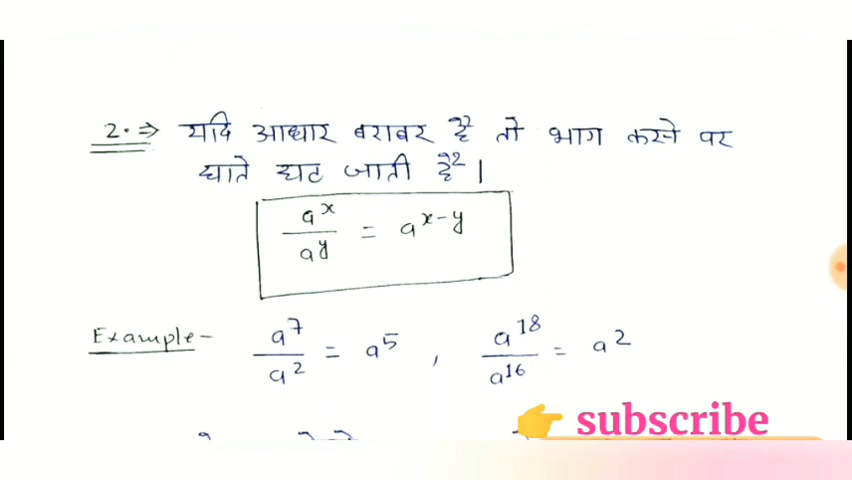 2. ⇒ यदि आधार बराबर है तो भाग करने पर
घाते घट जाती है।
a^x / a^y = a^(x-y)
Example- a^7 / a^2 = a^5 , a^18 / a^16 = a^2
👉 subscribe